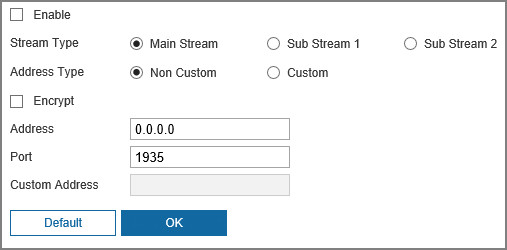 Enable
Stream Type Main Stream Sub Stream 1 Sub Stream 2
Address Type Non Custom Custom
Encrypt
Address 0.0.0.0
Port 1935
Custom Address
Default OK